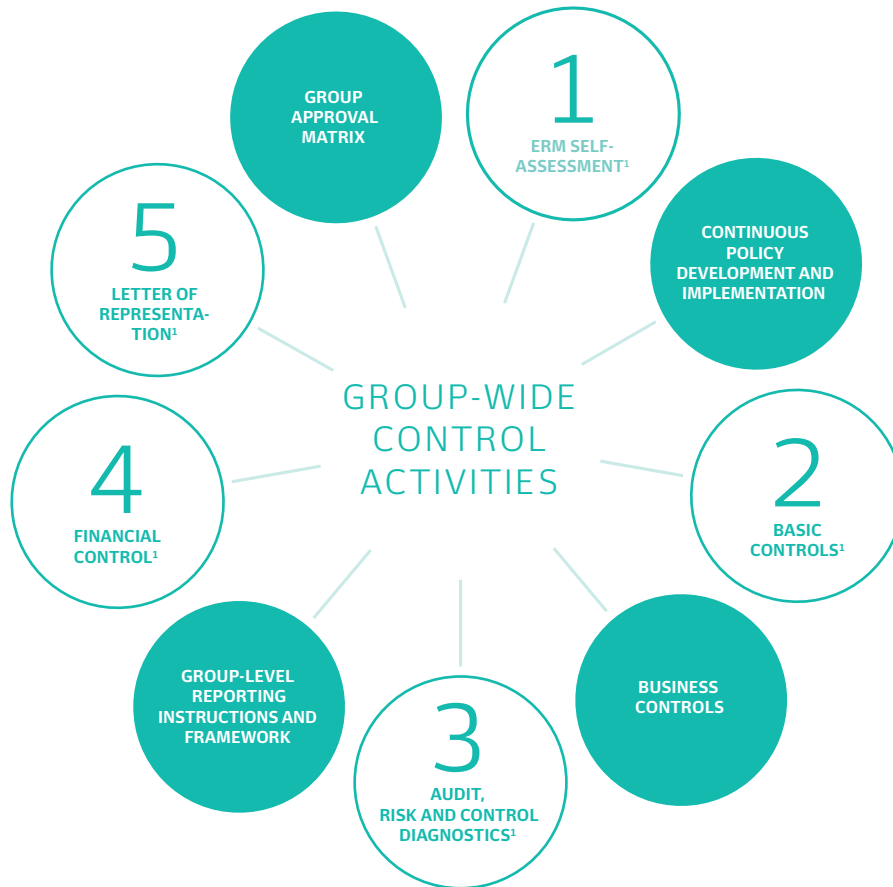 GROUP
APPROVAL
MATRIX
1
ERM SELF-
ASSESSMENT¹
5
LETTER OF
REPRESENTA-
TION¹
CONTINUOUS
POLICY
DEVELOPMENT AND
IMPLEMENTATION
GROUP-WIDE
CONTROL
ACTIVITIES
4
FINANCIAL
CONTROL¹
2
BASIC
CONTROLS¹
GROUP-LEVEL
REPORTING
INSTRUCTIONS AND
FRAMEWORK
3
AUDIT,
RISK AND CONTROL
DIAGNOSTICS¹
BUSINESS
CONTROLS